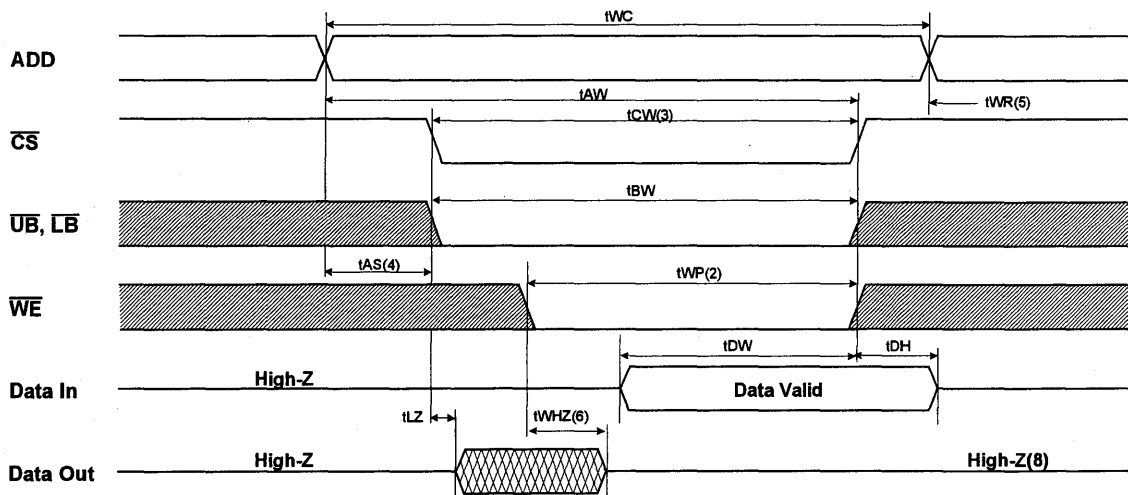 tWC
ADD
tAW
tWR(5)
tCW(3)
CS
tBW
UB, LB
tAS(4)
tWP(2)
WE
tDW
tDH
Data In
High-Z
Data Valid
tLZ
tWHZ(6)
Data Out
High-Z
High-Z(8)